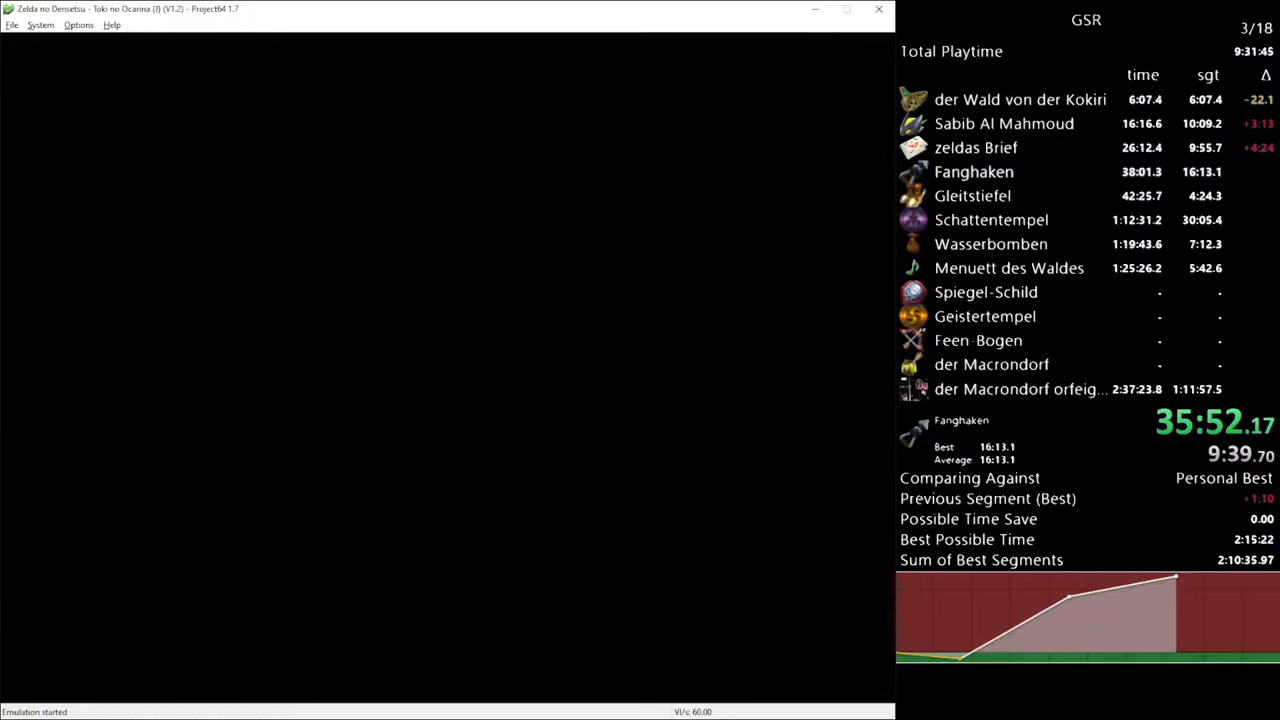 Zelda no Densetsu - Toki no Ocarina (J) (V1.2) - Project64 1.7
File System Options Help
GSR
3/18
Total Playtime 9:31:45
time sgt Δ
der Wald von der Kokiri 6:07.4 6:07.4 -22.1
Sabib Al Mahmoud 16:16.6 10:09.2 +3:13
zeldas Brief 26:12.4 9:55.7 +4:24
Fanghaken 38:01.3 16:13.1
Gleitstiefel 42:25.7 4:24.3
Schattentempel 1:12:31.2 30:05.4
Wasserbomben 1:19:43.6 7:12.3
Menuett des Waldes 1:25:26.2 5:42.6
Spiegel-Schild - -
Geistertempel - -
Feen-Bogen - -
der Macrondorf - -
der Macrondorf orfeig... 2:37:23.8 1:11:57.5
Fanghaken 35:52.17
Best: 16:13.1 9:39.70
Average: 16:13.1
Comparing Against Personal Best
Previous Segment (Best) +1:10
Possible Time Save 0.00
Best Possible Time 2:15:22
Sum of Best Segments 2:10:35.97
Emulation started VI/s: 60.00